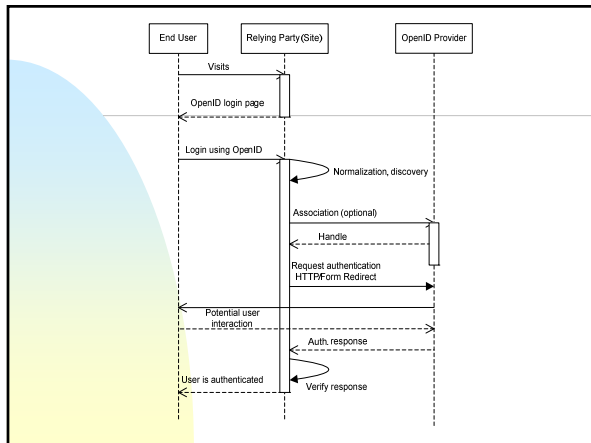 End User
Relying Party(Site)
OpenID Provider
Visits
OpenID login page
Login using OpenID
Normalization, discovery
Association (optional)
Handle
Request authentication
HTTP/Form Redirect
Potential user
interaction
Auth. response
User is authenticated
Verify response